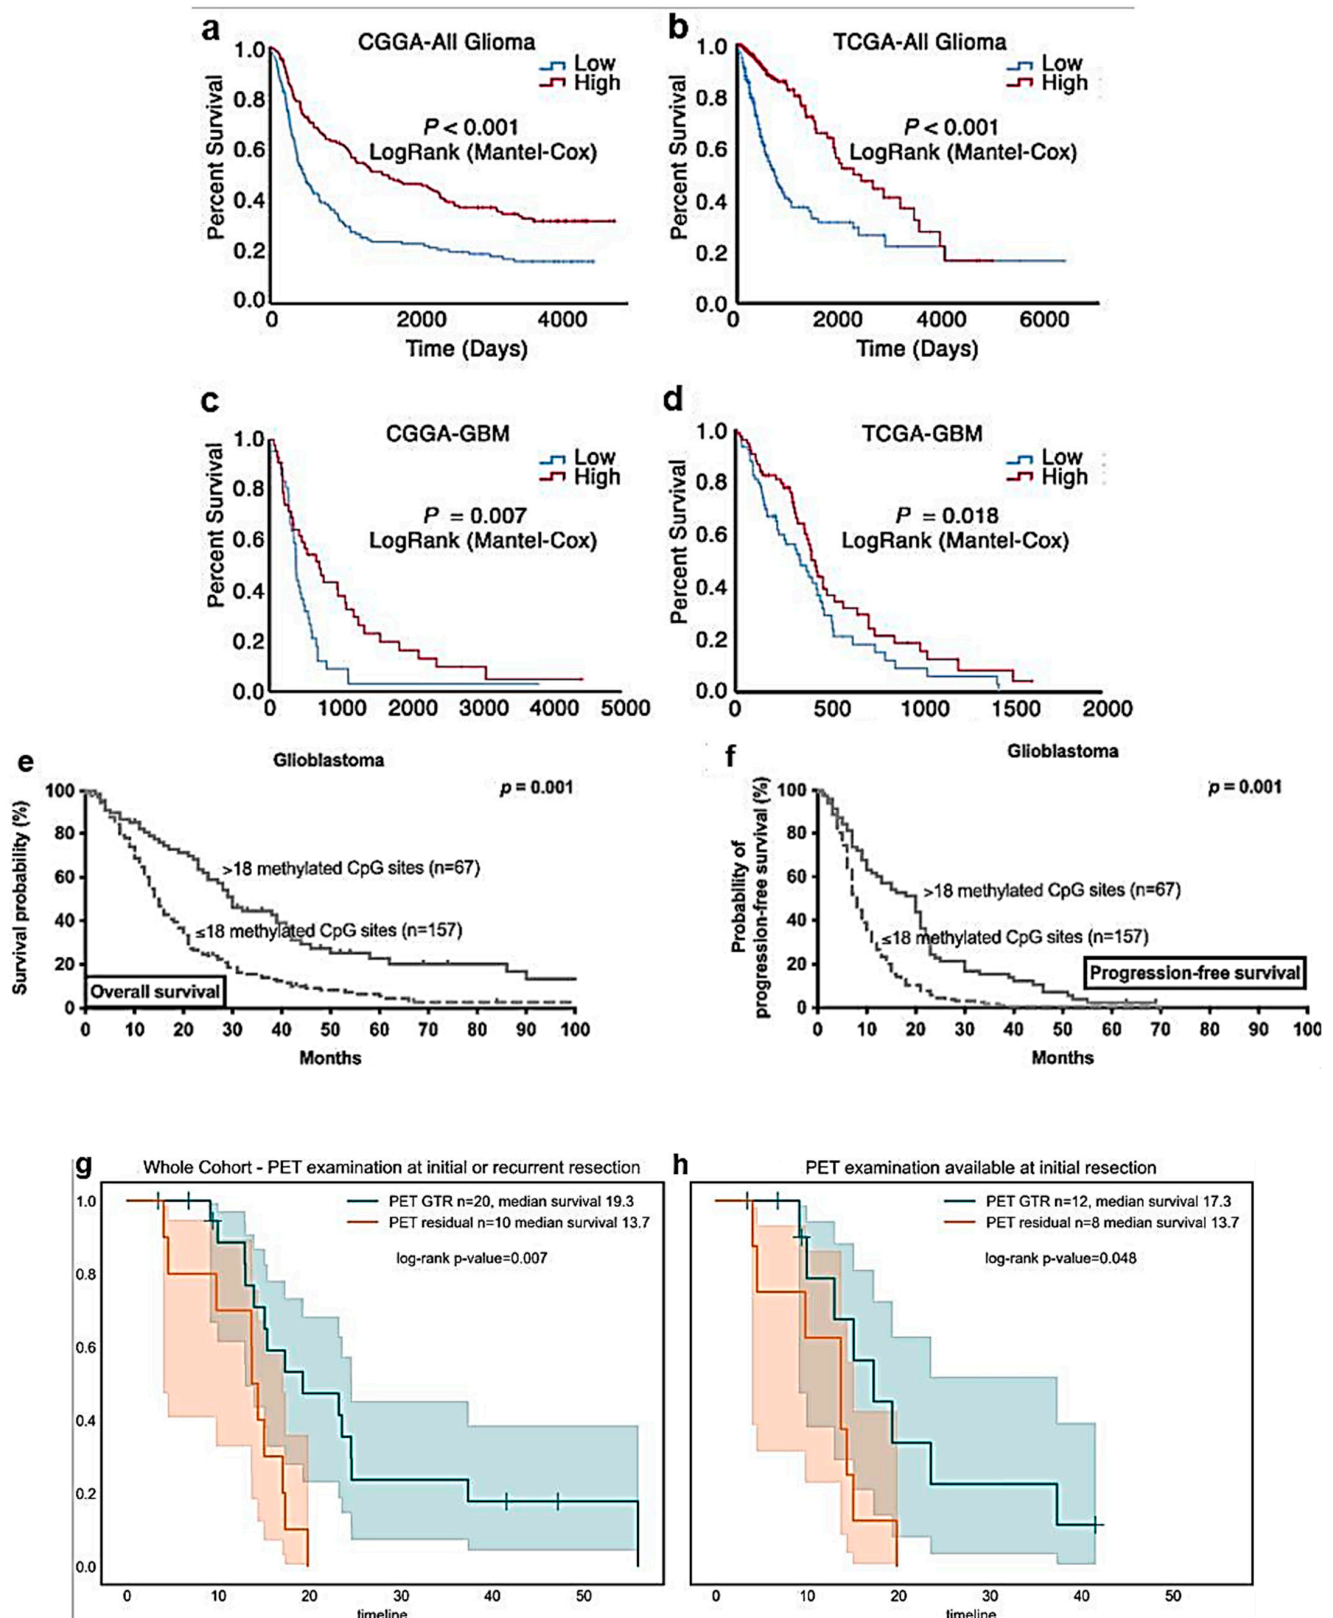 a
CGGA-All Glioma
Low
High
P < 0.001
LogRank (Mantel-Cox)
Percent Survival
1.0
0.8
0.6
0.4
0.2
0.0
0 2000 4000
Time (Days)
b
TCGA-All Glioma
Low
High
P < 0.001
LogRank (Mantel-Cox)
Percent Survival
1.0
0.8
0.6
0.4
0.2
0.0
0 2000 4000 6000
Time (Days)
c
CGGA-GBM
Low
High
P = 0.007
LogRank (Mantel-Cox)
Percent Survival
1.0
0.8
0.6
0.4
0.2
0.0
0 1000 2000 3000 4000 5000
d
TCGA-GBM
Low
High
P = 0.018
LogRank (Mantel-Cox)
Percent Survival
1.0
0.8
0.6
0.4
0.2
0.0
0 500 1000 1500 2000
e
Glioblastoma
p = 0.001
Survival probability (%)
100
80
60
40
20
0
>18 methylated CpG sites (n=67)
≤18 methylated CpG sites (n=157)
Overall survival
0 10 20 30 40 50 60 70 80 90 100
Months
f
Glioblastoma
p = 0.001
Probability of
progression-free survival (%)
100
80
60
40
20
0
>18 methylated CpG sites (n=67)
≤18 methylated CpG sites (n=157)
Progression-free survival
0 10 20 30 40 50 60 70 80 90 100
Months
g
Whole Cohort - PET examination at initial or recurrent resection
PET GTR n=20, median survival 19.3
PET residual n=10 median survival 13.7
log-rank p-value=0.007
1.0
0.8
0.6
0.4
0.2
0.0
0 10 20 30 40 50
timeline
h
PET examination available at initial resection
PET GTR n=12, median survival 17.3
PET residual n=8 median survival 13.7
log-rank p-value=0.048
0 10 20 30 40 50
timeline